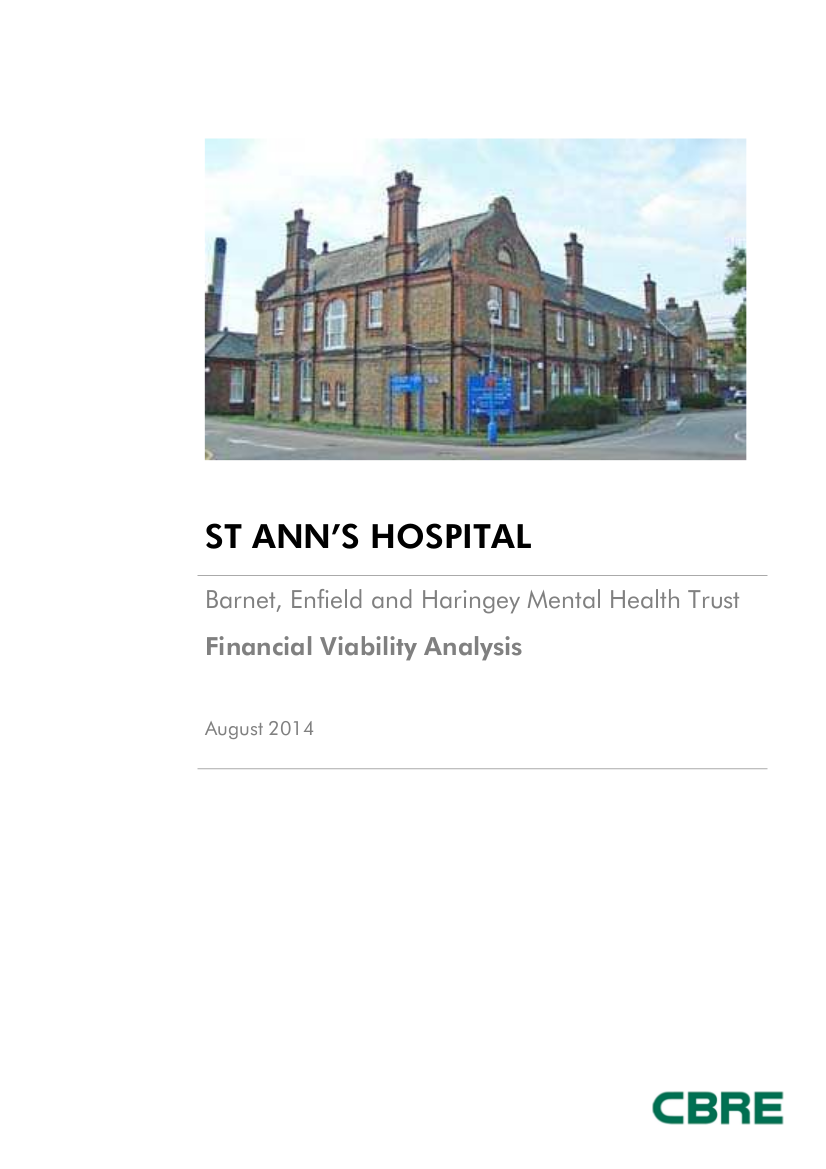 ST ANN’S HOSPITAL
Barnet, Enfield and Haringey Mental Health Trust
Financial Viability Analysis
August 2014
CBRE